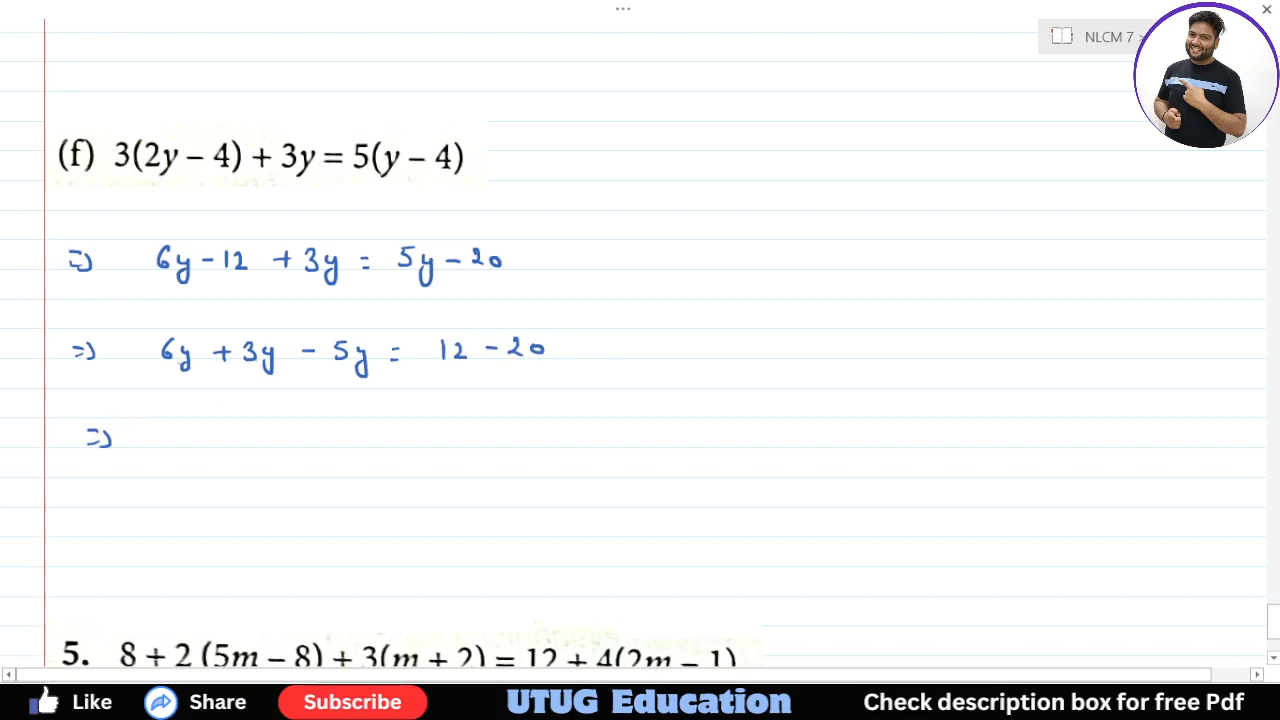 ...
NLCM 7 >
(f) 3(2y – 4) + 3y = 5(y – 4)
=> 6y - 12 + 3y = 5y - 20
=> 6y + 3y - 5y = 12 - 20
=>
5. 8 + 2 (5m – 8) + 3(m + 2) = 12 + 4(2m – 1)
Like Share Subscribe UTUG Education Check description box for free Pdf